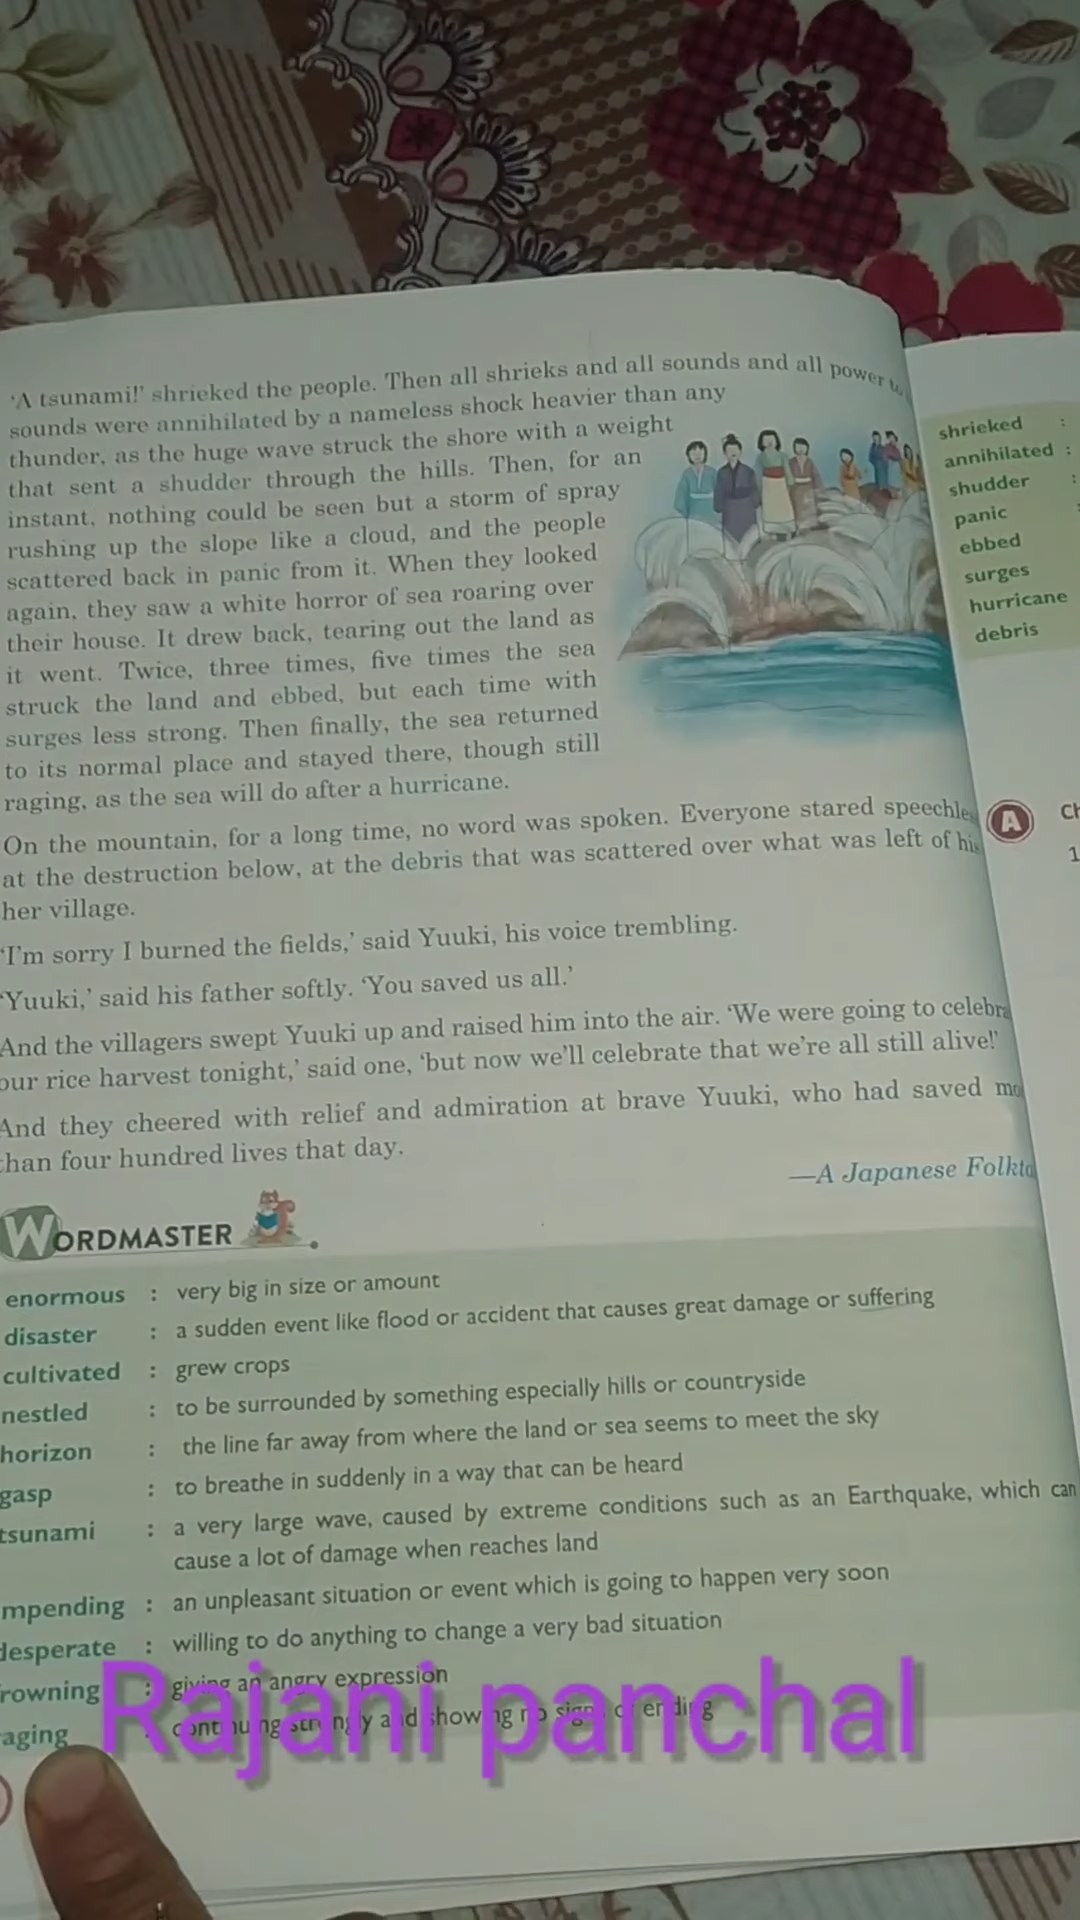 'A tsunami!' shrieked the people. Then all shrieks and all sounds and all power to
sounds were annihilated by a nameless shock heavier than any
thunder, as the huge wave struck the shore with a weight
that sent a shudder through the hills. Then, for an
instant, nothing could be seen but a storm of spray
rushing up the slope like a cloud, and the people
scattered back in panic from it. When they looked
again, they saw a white horror of sea roaring over
their house. It drew back, tearing out the land as
it went. Twice, three times, five times the sea
struck the land and ebbed, but each time with
surges less strong. Then finally, the sea returned
to its normal place and stayed there, though still
raging, as the sea will do after a hurricane.
On the mountain, for a long time, no word was spoken. Everyone stared speechle
at the destruction below, at the debris that was scattered over what was left of his
her village.
'I'm sorry I burned the fields,' said Yuuki, his voice trembling.
'Yuuki,' said his father softly. 'You saved us all.'
And the villagers swept Yuuki up and raised him into the air. 'We were going to celebra
our rice harvest tonight,' said one, 'but now we'll celebrate that we're all still alive!'
And they cheered with relief and admiration at brave Yuuki, who had saved mo
than four hundred lives that day.
—A Japanese Folkta
WORDMASTER
enormous : very big in size or amount
disaster : a sudden event like flood or accident that causes great damage or suffering
cultivated : grew crops
nestled : to be surrounded by something especially hills or countryside
horizon : the line far away from where the land or sea seems to meet the sky
gasp : to breathe in suddenly in a way that can be heard
tsunami : a very large wave, caused by extreme conditions such as an Earthquake, which can
cause a lot of damage when reaches land
mpending : an unpleasant situation or event which is going to happen very soon
desperate : willing to do anything to change a very bad situation
rowning : giving an angry expression
aging : continuing strongly and showing no signs of ending
Rajani panchal
shrieked :
annihilated :
shudder :
panic :
ebbed
surges
hurricane
debris
A Ch
1